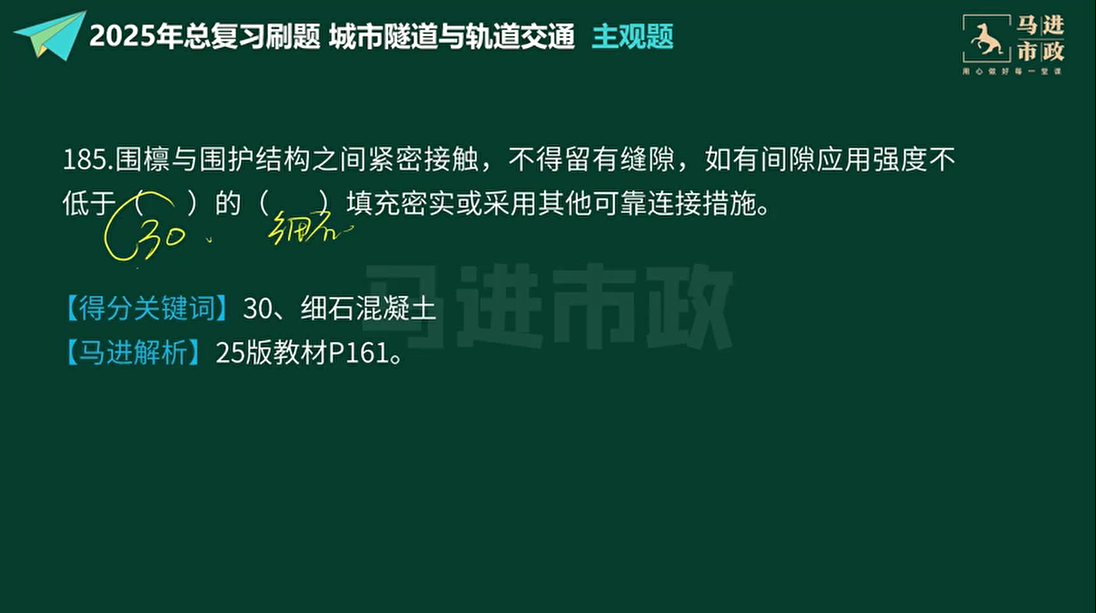 2025年总复习刷题 城市隧道与轨道交通 主观题
马进
市政
用心做好每一堂课
185.围檩与围护结构之间紧密接触，不得留有缝隙，如有间隙应用强度不
低于（ ）的（ ）填充密实或采用其他可靠连接措施。
30 细石
【得分关键词】30、细石混凝土
【马进解析】25版教材P161。
马进市政